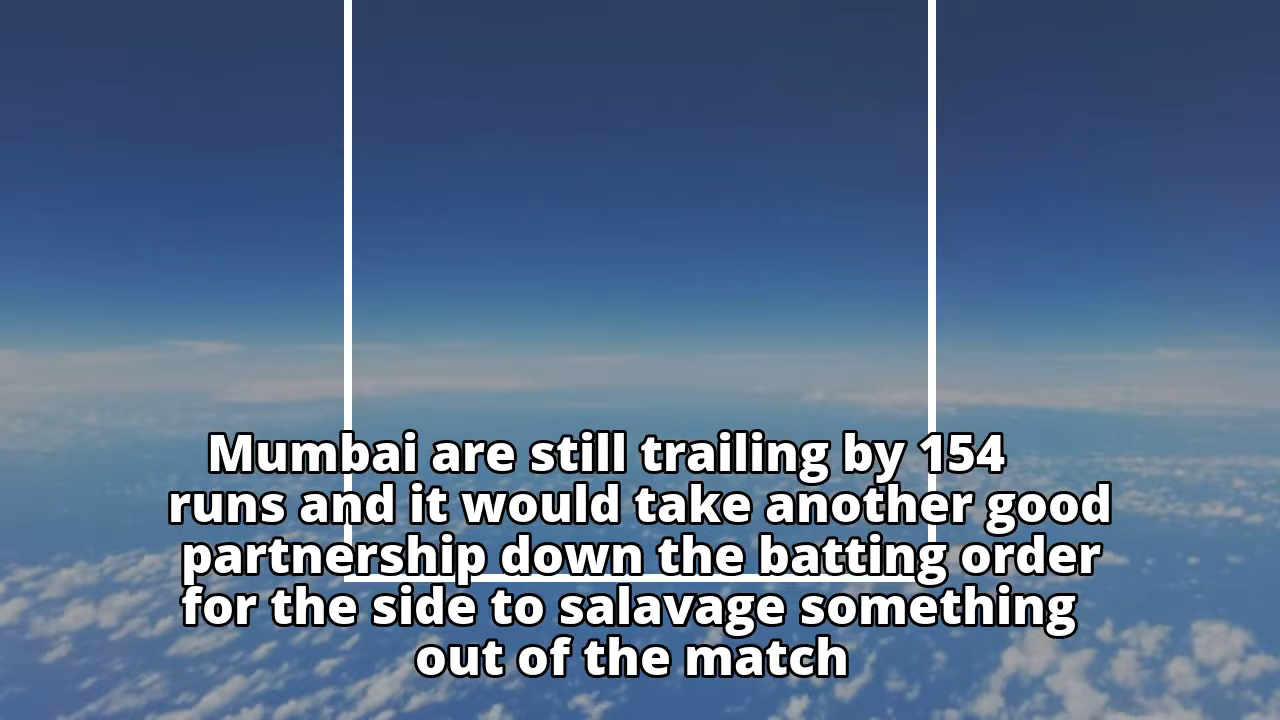 Mumbai are still trailing by 154
runs and it would take another good
partnership down the batting order
for the side to salavage something
out of the match